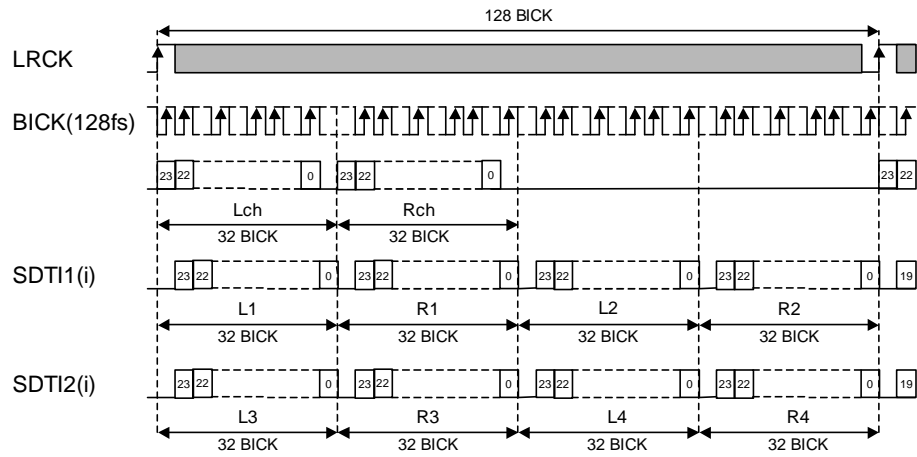 128 BICK
LRCK
BICK(128fs)
23 22 0 23 22 0 23 22
Lch Rch
32 BICK 32 BICK
SDTI1(i) 23 22 0 23 22 0 23 22 0 23 22 0 19
L1 R1 L2 R2
32 BICK 32 BICK 32 BICK 32 BICK
SDTI2(i) 23 22 0 23 22 0 23 22 0 23 22 0 19
L3 R3 L4 R4
32 BICK 32 BICK 32 BICK 32 BICK